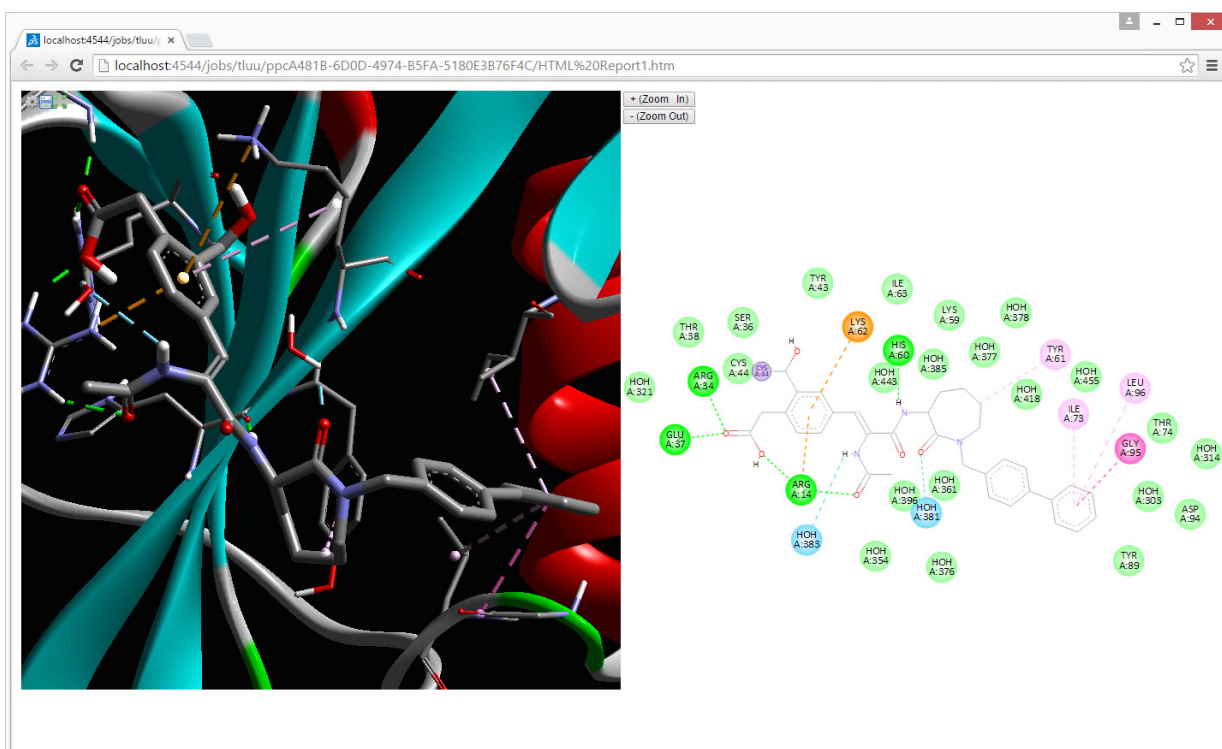 localhost:4544/jobs/tluu/p
localhost:4544/jobs/tluu/ppcA481B-6D0D-4974-B5FA-5180E3B76F4C/HTML%20Report1.htm
+ (Zoom In)
- (Zoom Out)
TYR
A:43
ILE
A:63
LYS
A:59
HOH
A:378
SER
A:36
LYS
A:62
THR
A:38
HIS
A:60
HOH
A:377
TYR
A:61
CYS
A:44
CYS
A:44
HOH
A:443
HOH
A:385
HOH
A:455
HOH
A:321
ARG
A:34
HOH
A:418
LEU
A:96
ILE
A:73
THR
A:74
GLU
A:37
GLY
A:95
HOH
A:314
ARG
A:14
HOH
A:396
HOH
A:361
HOH
A:303
HOH
A:381
ASP
A:94
HOH
A:383
HOH
A:354
HOH
A:376
TYR
A:89
H
O
H
N
O
N
O
O
H
H
N
O
O
N
O